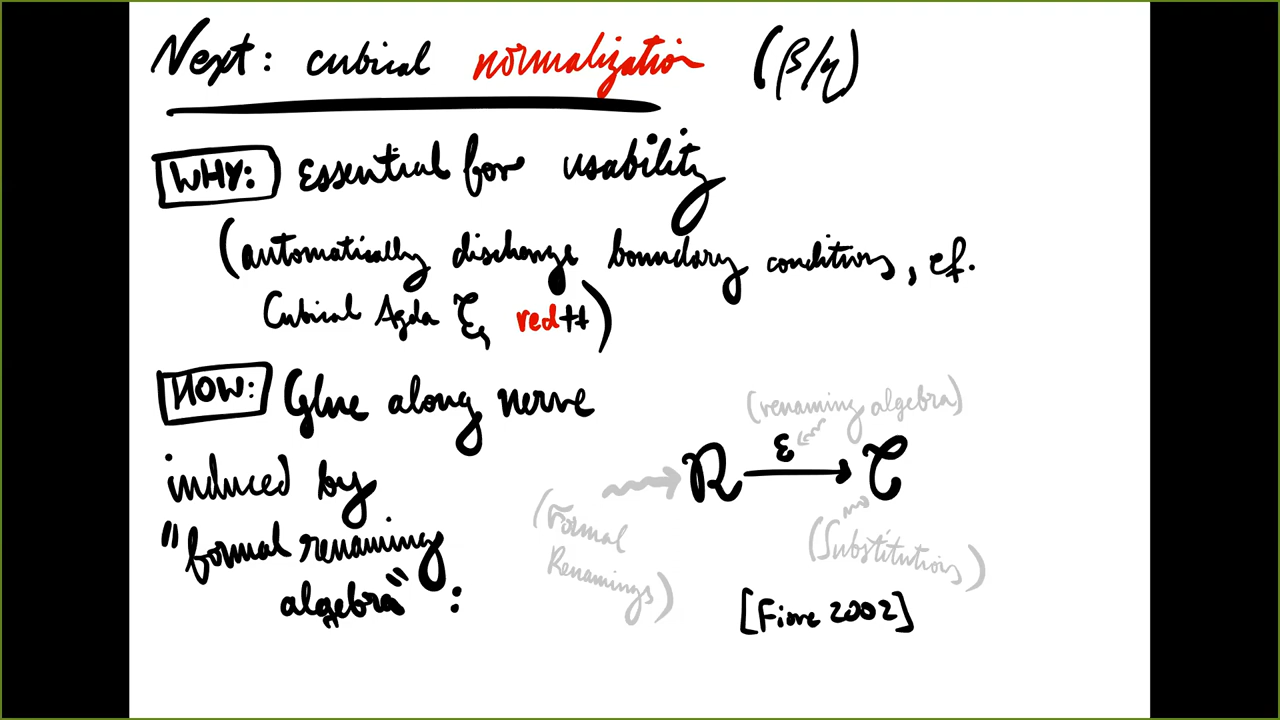 Next: cubical normalization (β/η)
WHY: Essential for usability
(automatically discharge boundary conditions, cf.
Cubical Agda &, redtt)
HOW: Glue along nerve
induced by
"formal renaming
algebra" :
(renaming algebra)
R ε C
(Formal
Renamings)
(Substitutions)
[Fiore 2002]